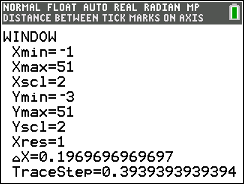 NORMAL FLOAT AUTO REAL RADIAN MP
DISTANCE BETWEEN TICK MARKS ON AXIS
WINDOW
Xmin=-1
Xmax=51
Xscl=2
Ymin=-3
Ymax=51
Yscl=2
Xres=1
△X=0.1969696969697
TraceStep=0.3939393939394